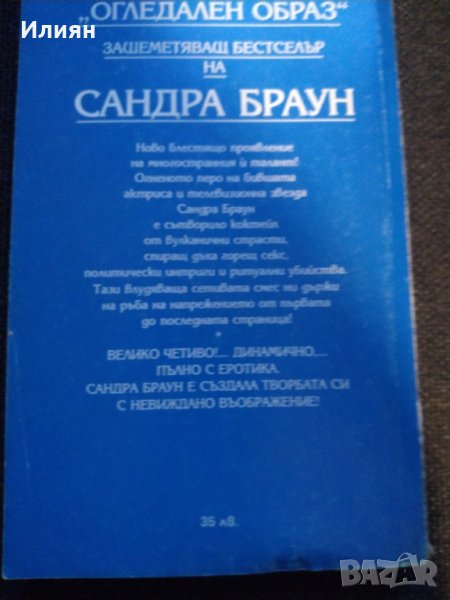 Илиян
„ОГЛЕДАЛЕН ОБРАЗ“
ЗАШЕМЕТЯВАЩ БЕСТСЕЛЪР
НА
САНДРА БРАУН
Ново блестящо проявление
на многостранния ѝ талант!
Огненото перо на бившата
актриса и телевизионна звезда
Сандра Браун
е сътворило коктейл
от вулканични страсти,
спиращ дъха горещ секс,
политически интриги и ритуални убийства.
Тази влудяваща сетивата смес ни държи
на ръба на напрежението от първата
до последната страница!
*
ВЕЛИКО ЧЕТИВО!... ДИНАМИЧНО,...
ПЪЛНО С ЕРОТИКА.
САНДРА БРАУН Е СЪЗДАЛА ТВОРБАТА СИ
С НЕВИЖДАНО ВЪОБРАЖЕНИЕ!
35 лв.
BAZAR